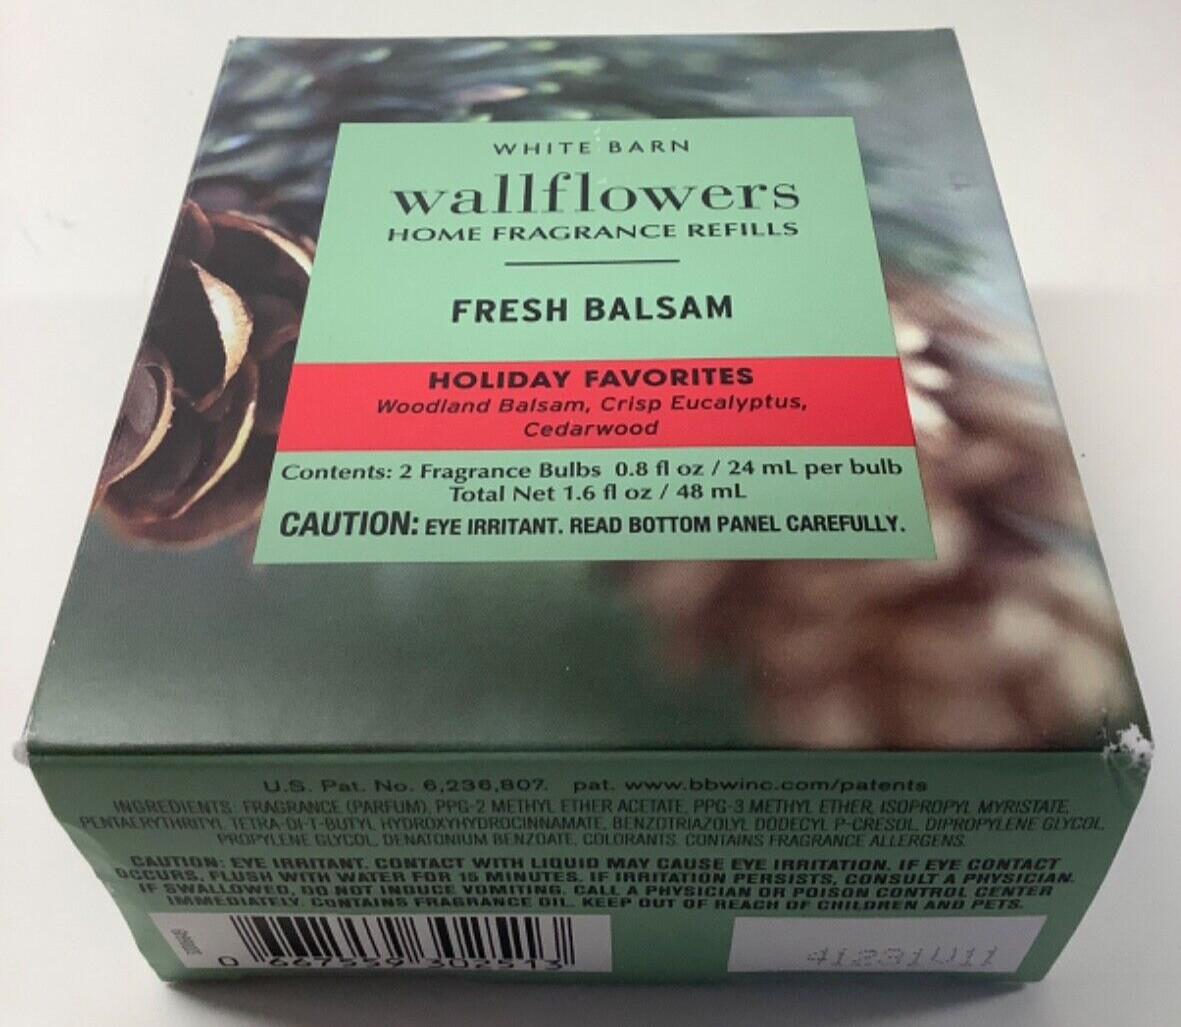 WHITE BARN
wallflowers
HOME FRAGRANCE REFILLS
FRESH BALSAM
HOLIDAY FAVORITES
Woodland Balsam, Crisp Eucalyptus,
Cedarwood
Contents: 2 Fragrance Bulbs 0.8 fl oz / 24 mL per bulb
Total Net 1.6 fl oz / 48 mL
CAUTION: EYE IRRITANT. READ BOTTOM PANEL CAREFULLY.
U.S. Pat. No. 6,236,807. pat. www.bbwinc.com/patents
INGREDIENTS: FRAGRANCE (PARFUM), PPG-2 METHYL ETHER ACETATE, PPG-3 METHYL ETHER, ISOPROPYL MYRISTATE,
PENTAERYTHRITYL TETRA-DI-T-BUTYL HYDROXYHYDROCINNAMATE, BENZOTRIAZOLYL DODECYL P-CRESOL, DIPROPYLENE GLYCOL,
PROPYLENE GLYCOL, DENATONIUM BENZOATE, COLORANTS. CONTAINS FRAGRANCE ALLERGENS.
CAUTION: EYE IRRITANT. CONTACT WITH LIQUID MAY CAUSE EYE IRRITATION. IF EYE CONTACT
OCCURS, FLUSH WITH WATER FOR 15 MINUTES. IF IRRITATION PERSISTS, CONSULT A PHYSICIAN.
IF SWALLOWED, DO NOT INDUCE VOMITING. CALL A PHYSICIAN OR POISON CONTROL CENTER
IMMEDIATELY. CONTAINS FRAGRANCE OIL. KEEP OUT OF REACH OF CHILDREN AND PETS.